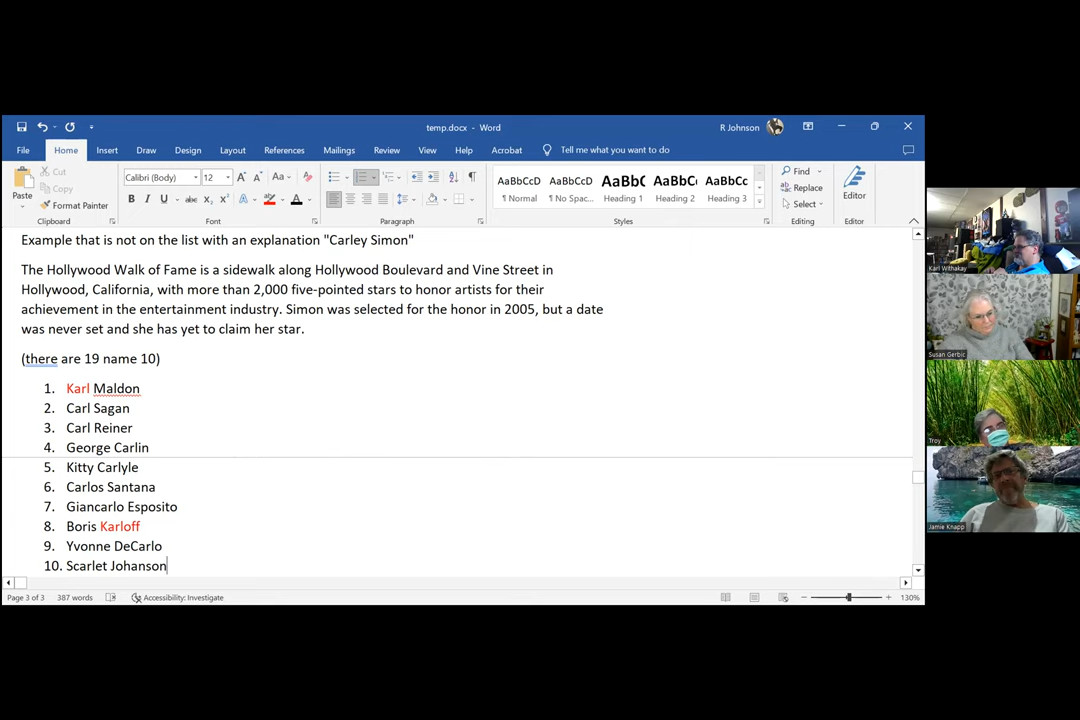 temp.docx - Word
R Johnson
File Home Insert Draw Design Layout References Mailings Review View Help Acrobat Tell me what you want to do
Paste
Cut
Copy
Format Painter
Clipboard
Calibri (Body) 12
Font
Paragraph
AaBbCcD AaBbCcD AaBbC AaBbCc AaBbCc
¶ Normal ¶ No Spac... Heading 1 Heading 2 Heading 3
Styles
Find
Replace
Select
Editing
Editor
Editor
Example that is not on the list with an explanation "Carley Simon"
The Hollywood Walk of Fame is a sidewalk along Hollywood Boulevard and Vine Street in
Hollywood, California, with more than 2,000 five-pointed stars to honor artists for their
achievement in the entertainment industry. Simon was selected for the honor in 2005, but a date
was never set and she has yet to claim her star.
(there are 19 name 10)
1. Karl Maldon
2. Carl Sagan
3. Carl Reiner
4. George Carlin
5. Kitty Carlyle
6. Carlos Santana
7. Giancarlo Esposito
8. Boris Karloff
9. Yvonne DeCarlo
10. Scarlet Johanson
Page 3 of 3 387 words Accessibility: Investigate 130%
Karl Withakay
Susan Gerbic
Troy
Jamie Knapp